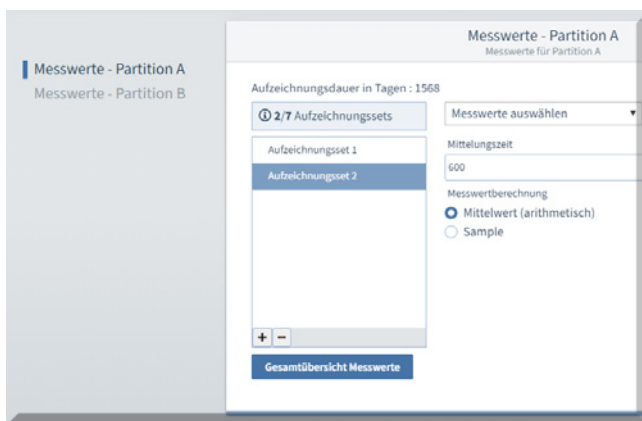 Messwerte - Partition A
Messwerte für Partition A
Messwerte - Partition A
Messwerte - Partition B
Aufzeichnungsdauer in Tagen : 1568
2/7 Aufzeichnungssets
Aufzeichnungsset 1
Aufzeichnungsset 2
+ −
Gesamtübersicht Messwerte
Messwerte auswählen
Mittelungszeit
600
Messwertberechnung
Mittelwert (arithmetisch)
Sample